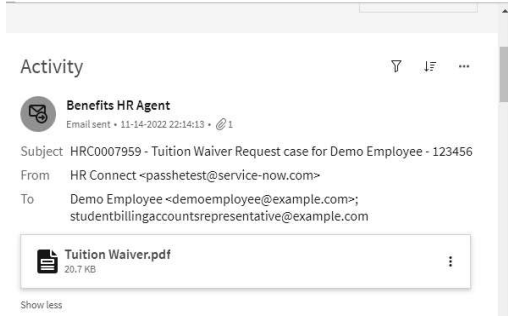 Activity
Benefits HR Agent
Email sent • 11-14-2022 22:14:13 • 1
Subject HRC0007959 - Tuition Waiver Request case for Demo Employee - 123456
From HR Connect <passhetest@service-now.com>
To Demo Employee <demoemployee@example.com>;
studentbillingaccountsrepresentative@example.com
Tuition Waiver.pdf
20.7 KB
Show less